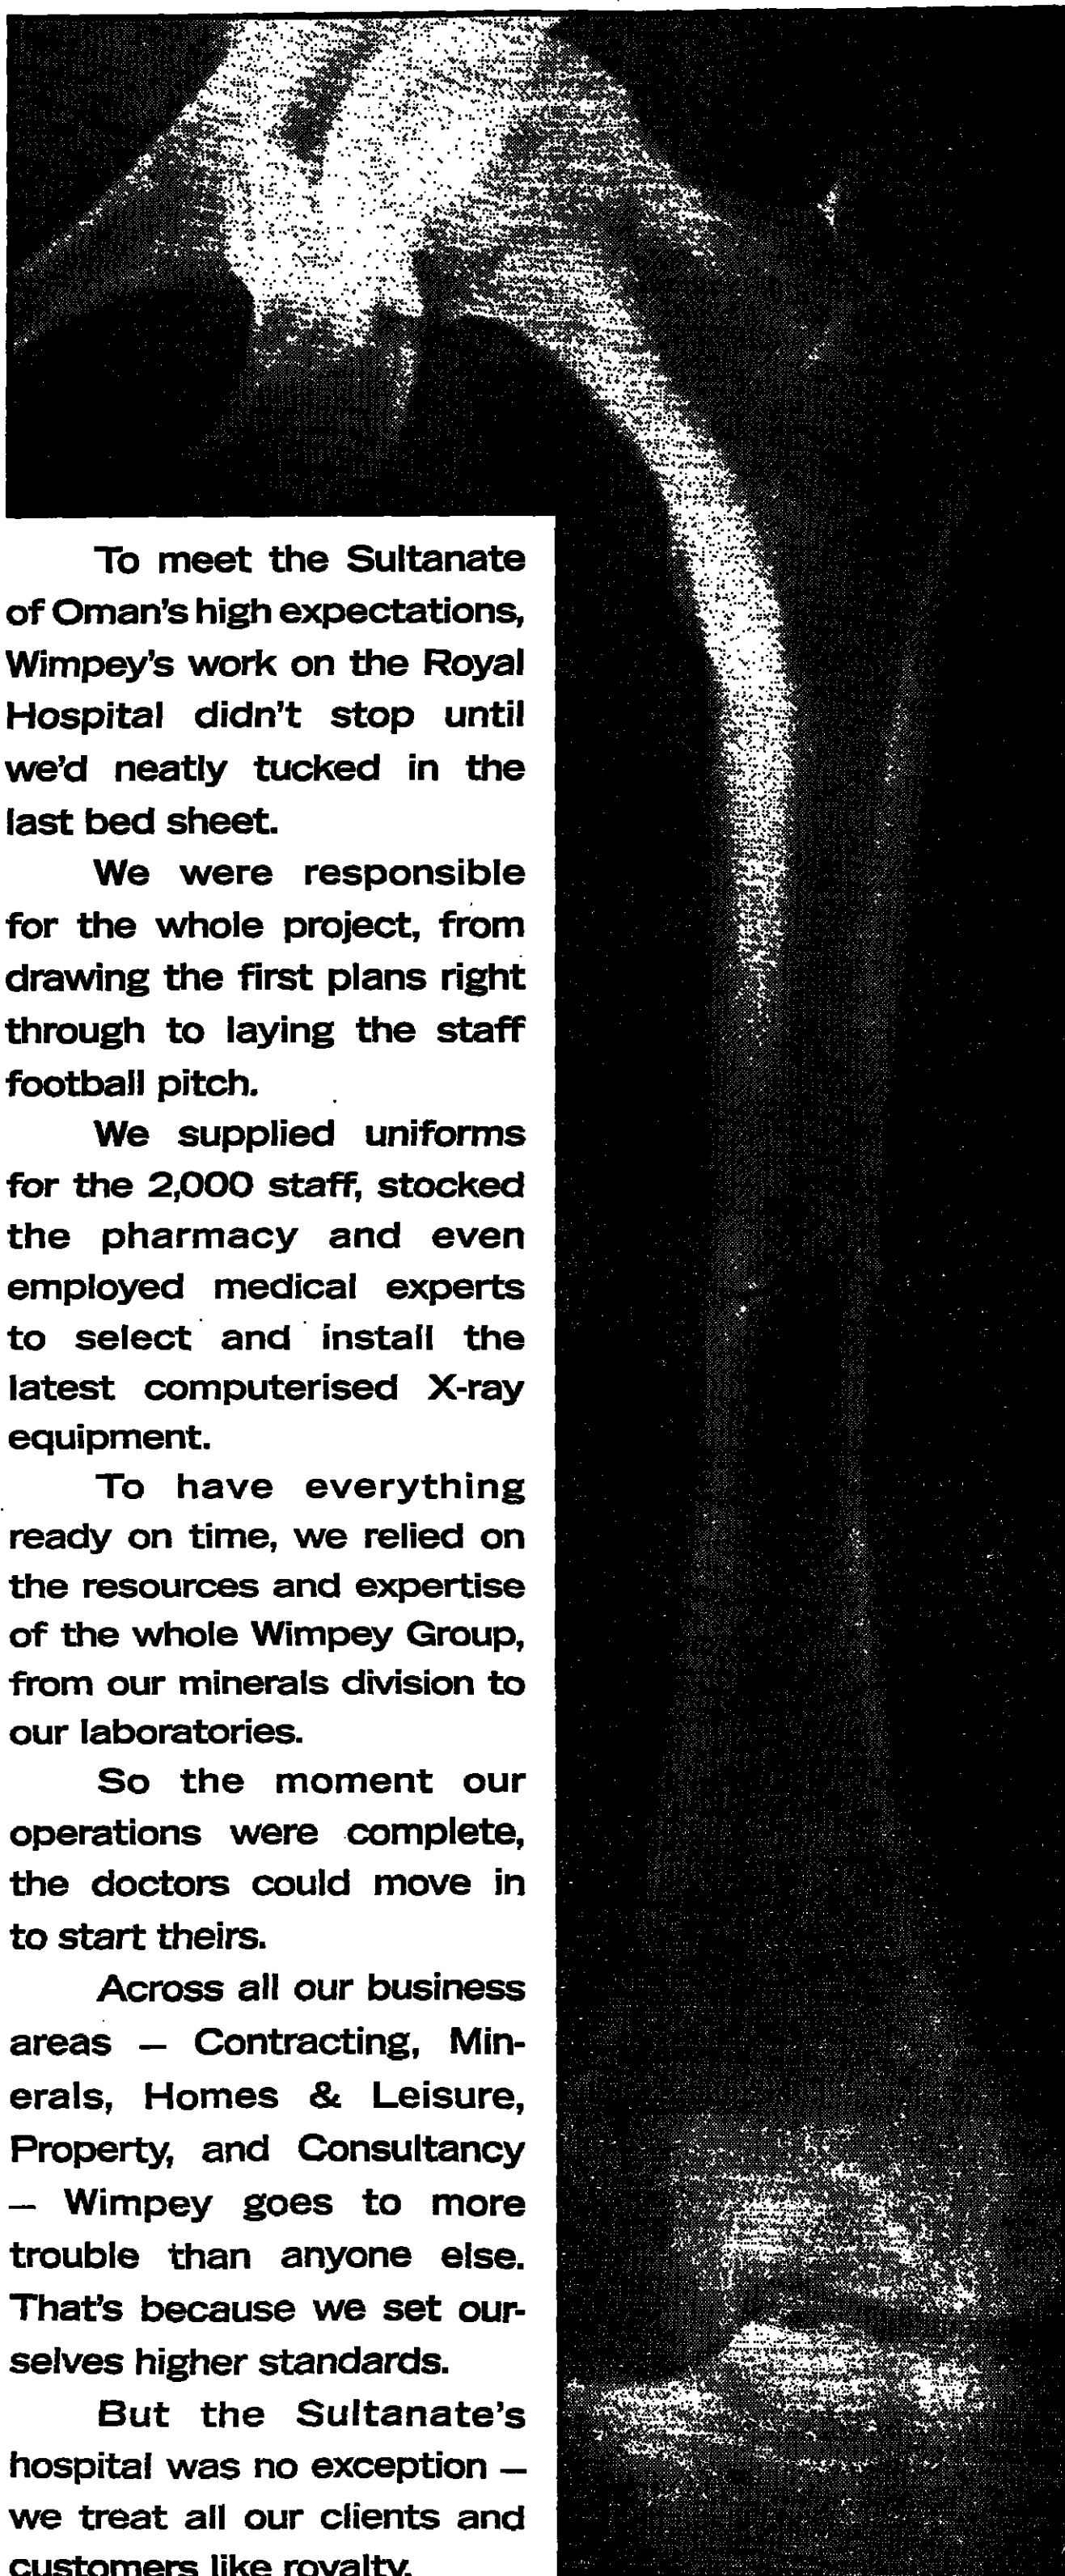 To meet the Sultanate
of Oman's high expectations,
Wimpey's work on the Royal
Hospital didn't stop until
we'd neatly tucked in the
last bed sheet.
We were responsible
for the whole project, from
drawing the first plans right
through to laying the staff
football pitch.
We supplied uniforms
for the 2,000 staff, stocked
the pharmacy and even
employed medical experts
to select and install the
latest computerised X-ray
equipment.
To have everything
ready on time, we relied on
the resources and expertise
of the whole Wimpey Group,
from our minerals division to
our laboratories.
So the moment our
operations were complete,
the doctors could move in
to start theirs.
Across all our business
areas — Contracting, Min-
erals, Homes & Leisure,
Property, and Consultancy
— Wimpey goes to more
trouble than anyone else.
That's because we set our-
selves higher standards.
But the Sultanate's
hospital was no exception —
we treat all our clients and
customers like royalty.